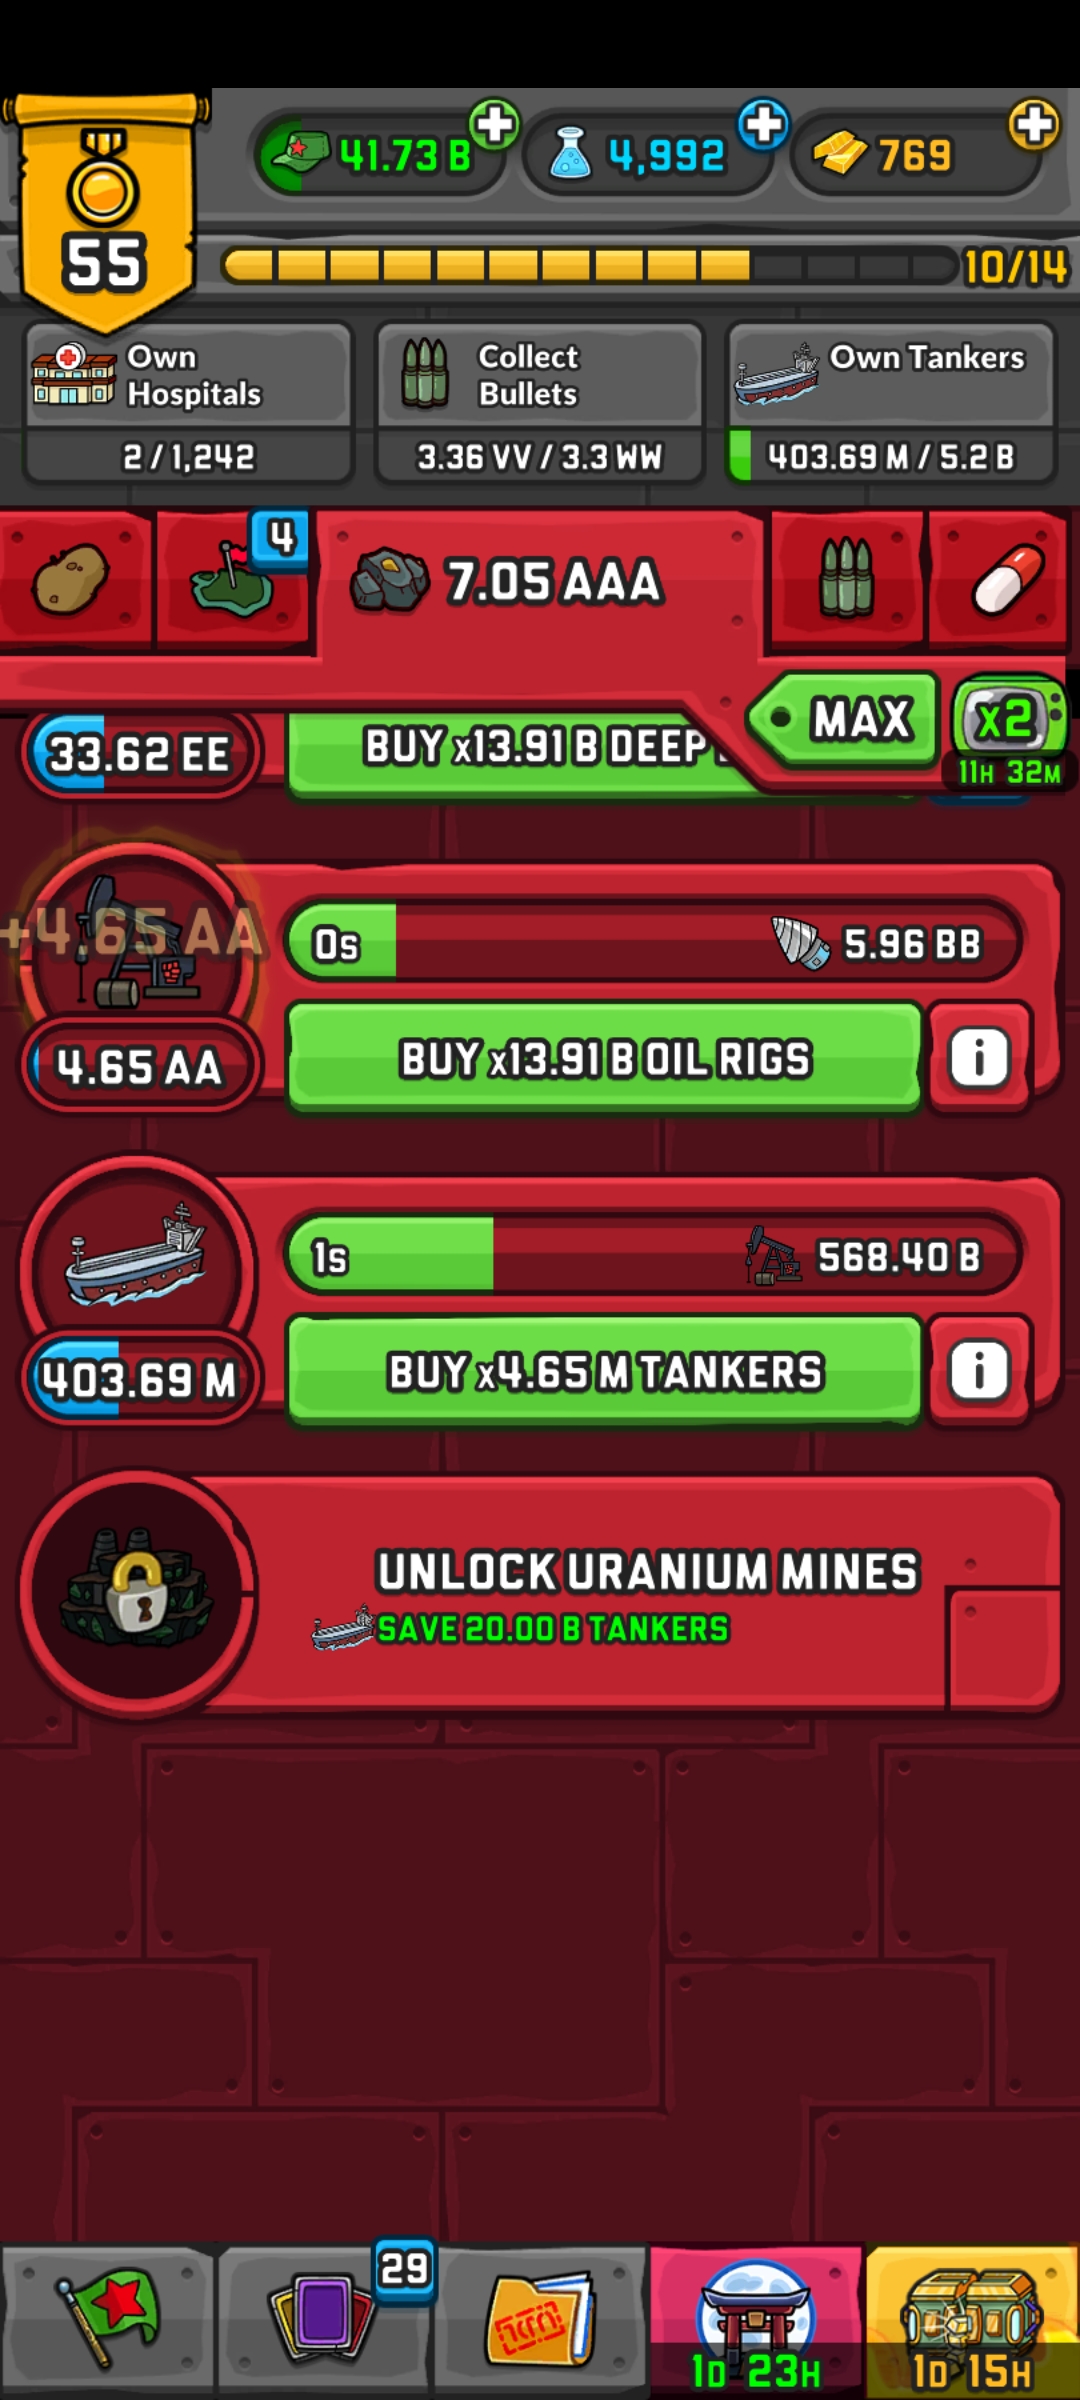 41.73 B
4,992
769
55
10/14
Own
Hospitals
2 / 1,242
Collect
Bullets
3.36 VV / 3.3 WW
Own Tankers
403.69 M / 5.2 B
4
7.05 AAA
MAX
x2
11H 32M
33.62 EE
BUY x13.91 B DEEP
+4.65 AA
0s
5.96 BB
4.65 AA
BUY x13.91 B OIL RIGS
i
1s
568.40 B
403.69 M
BUY x4.65 M TANKERS
i
UNLOCK URANIUM MINES
SAVE 20.00 B TANKERS
29
1D 23H
1D 15H